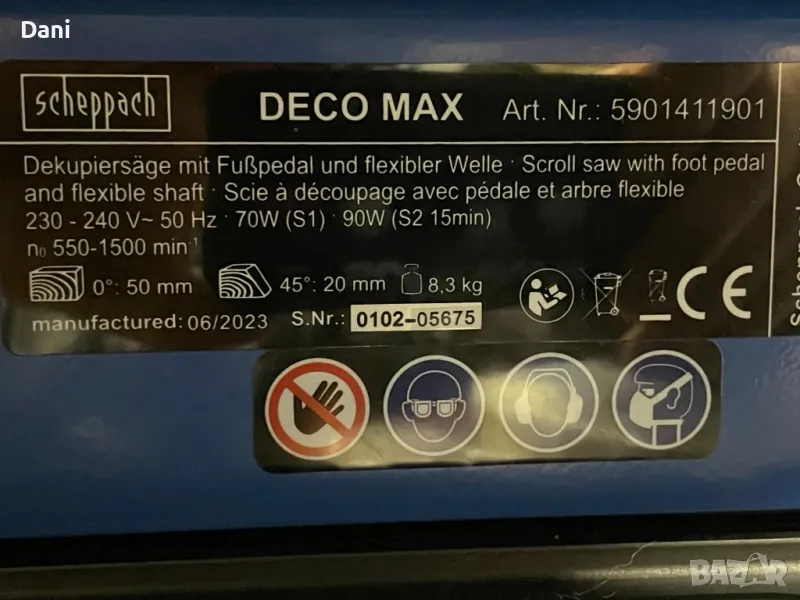 Dani
scheppach DECO MAX Art. Nr.: 5901411901
Dekupiersäge mit Fußpedal und flexibler Welle · Scroll saw with foot pedal
and flexible shaft · Scie à découpage avec pédale et arbre flexible
230 - 240 V~ 50 Hz · 70W (S1) · 90W (S2 15min)
n₀ 550-1500 min⁻¹
0°: 50 mm 45°: 20 mm 8,3 kg CE
manufactured: 06/2023 S.Nr.: 0102-05675
BAZAR